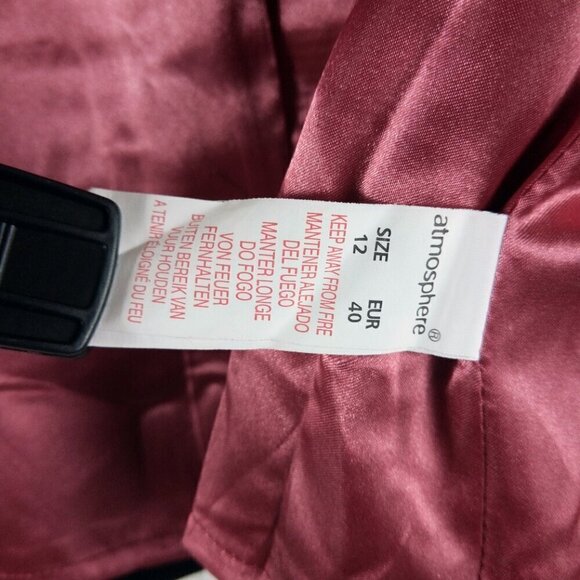 atmosphere®
SIZE EUR
12 40
KEEP AWAY FROM FIRE
MANTENER ALEJADO
DEL FUEGO
MANTER LONGE
DO FOGO
VON FEUER
FERNHALTEN
BUITEN BEREIK VAN
VUUR HOUDEN
A TENIR ÉLOIGNÉ DU FEU